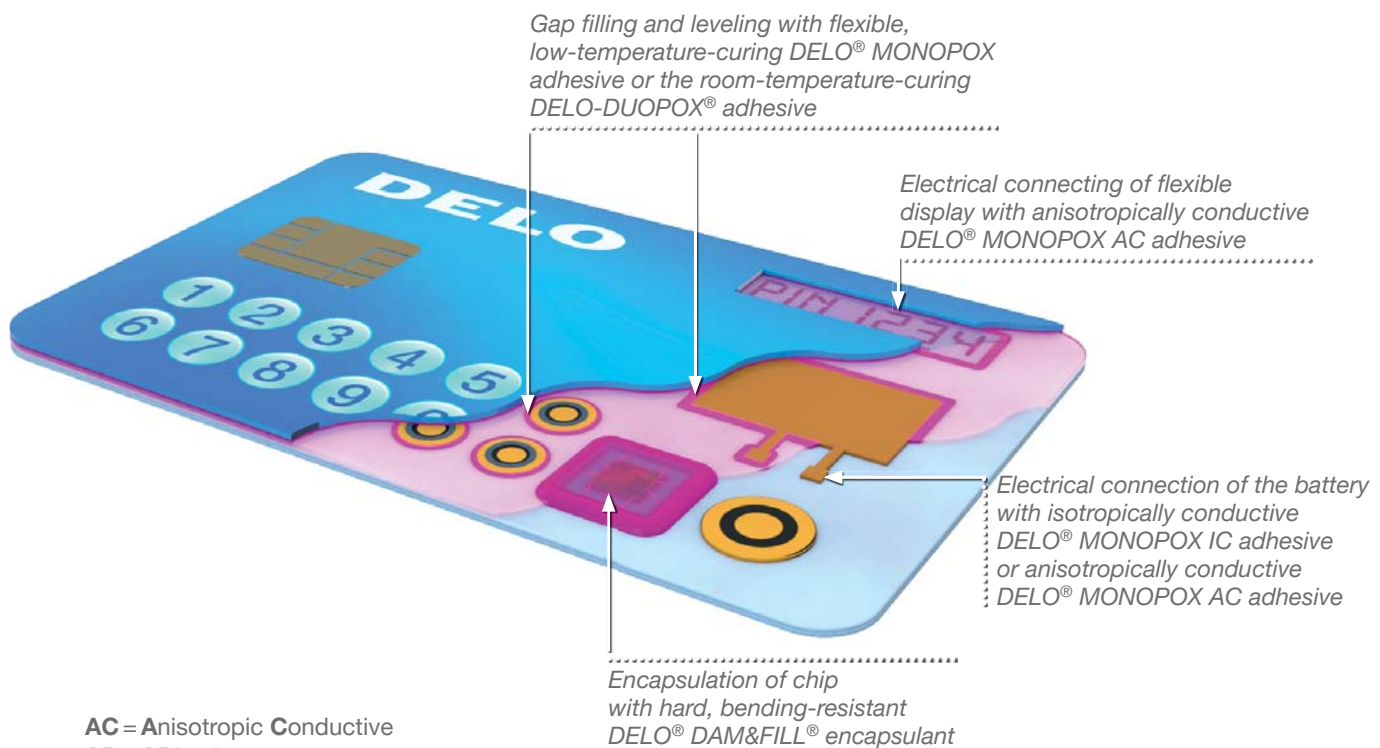 Gap filling and leveling with flexible,
low-temperature-curing DELO® MONOPOX
adhesive or the room-temperature-curing
DELO-DUOPOX® adhesive
Electrical connecting of flexible
display with anisotropically conductive
DELO® MONOPOX AC adhesive
DELO
PIN 1234
1 2 3 4 5
6 7 8 9
Electrical connection of the battery
with isotropically conductive
DELO® MONOPOX IC adhesive
or anisotropically conductive
DELO® MONOPOX AC adhesive
Encapsulation of chip
with hard, bending-resistant
DELO® DAM&FILL® encapsulant
AC = Anisotropic Conductive